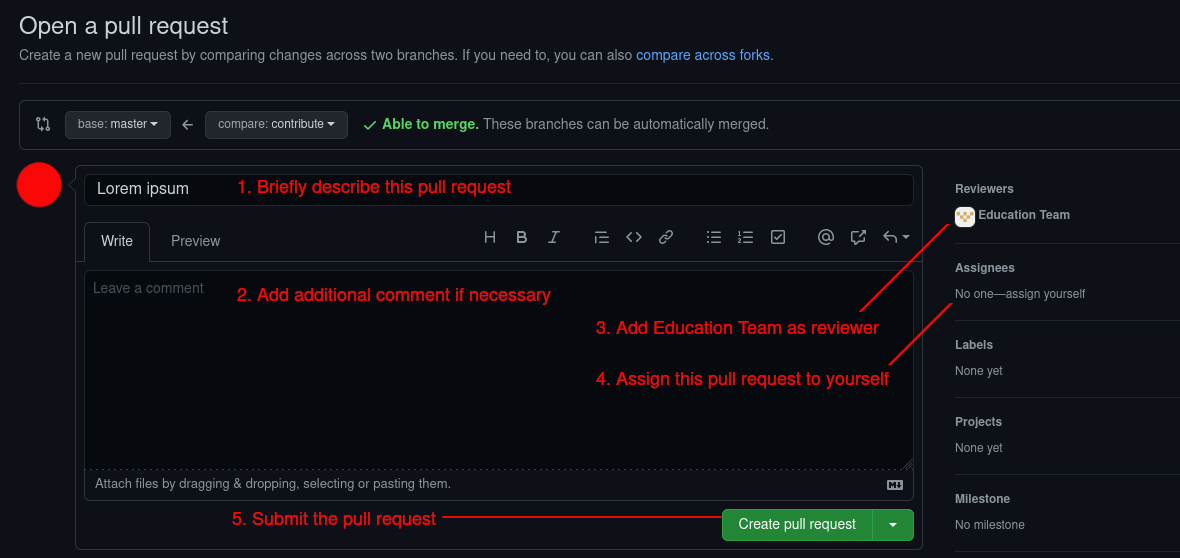 Open a pull request
Create a new pull request by comparing changes across two branches. If you need to, you can also compare across forks.
base: master
compare: contribute
Able to merge. These branches can be automatically merged.
Lorem ipsum
1. Briefly describe this pull request
Write
Preview
Leave a comment
2. Add additional comment if necessary
3. Add Education Team as reviewer
4. Assign this pull request to yourself
Attach files by dragging & dropping, selecting or pasting them.
5. Submit the pull request
Create pull request
Reviewers
Education Team
Assignees
No one—assign yourself
Labels
None yet
Projects
None yet
Milestone
No milestone